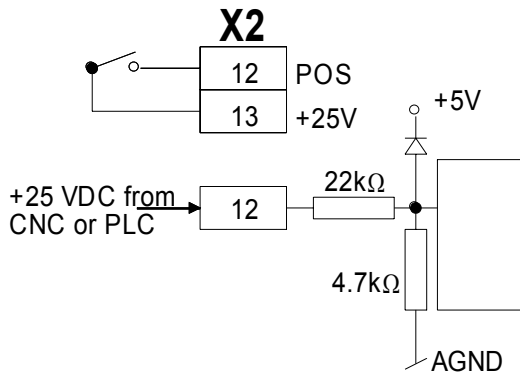 X2
12 POS
13 +25V
+5V
+25 VDC from
CNC or PLC
12
22kΩ
4.7kΩ
AGND